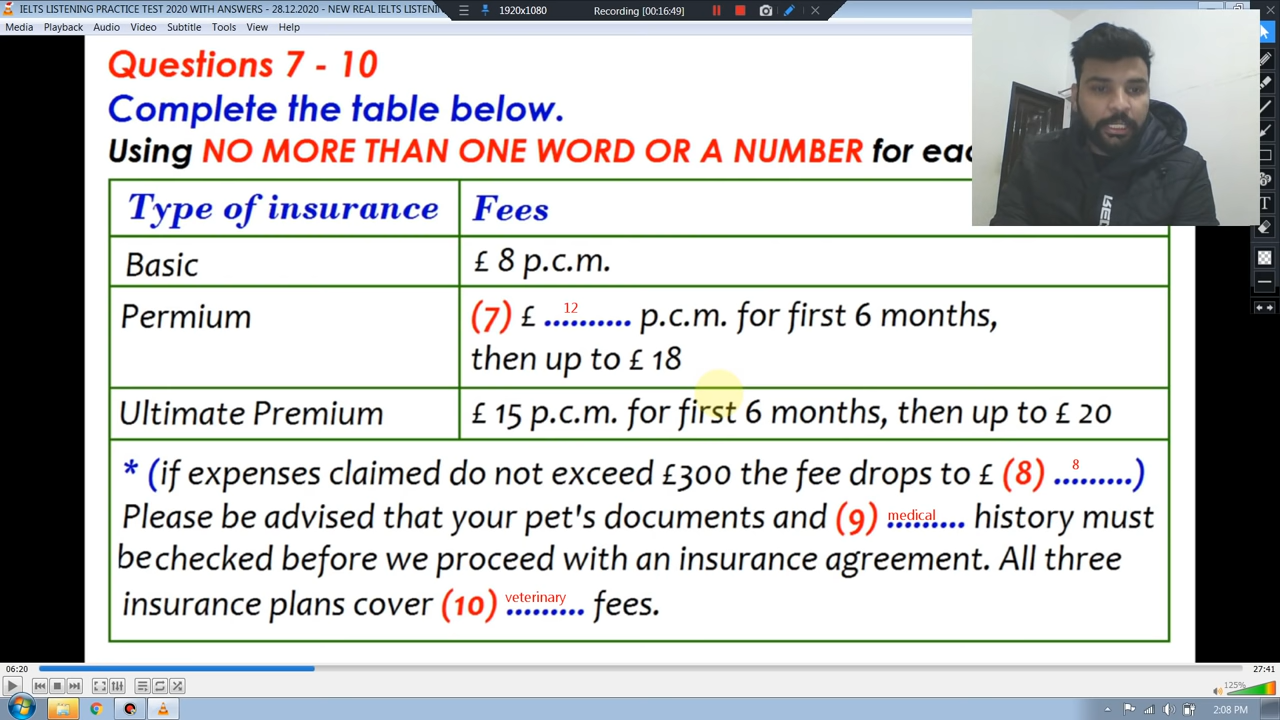 IELTS LISTENING PRACTICE TEST 2020 WITH ANSWERS - 28.12.2020 - NEW REAL IELTS LISTENING
1920x1080
Recording [00:16:49]
Media Playback Audio Video Subtitle Tools View Help
Questions 7 - 10
Complete the table below.
Using NO MORE THAN ONE WORD OR A NUMBER for eac
Type of insurance Fees
Basic £ 8 p.c.m.
Permium (7) £ 12 .......... p.c.m. for first 6 months,
then up to £ 18
Ultimate Premium £ 15 p.c.m. for first 6 months, then up to £ 20
* (if expenses claimed do not exceed £300 the fee drops to £ (8) 8 .........)
Please be advised that your pet's documents and (9) medical ......... history must
be checked before we proceed with an insurance agreement. All three
insurance plans cover (10) veterinary ......... fees.
RED
06:20 27:41
125%
2:08 PM